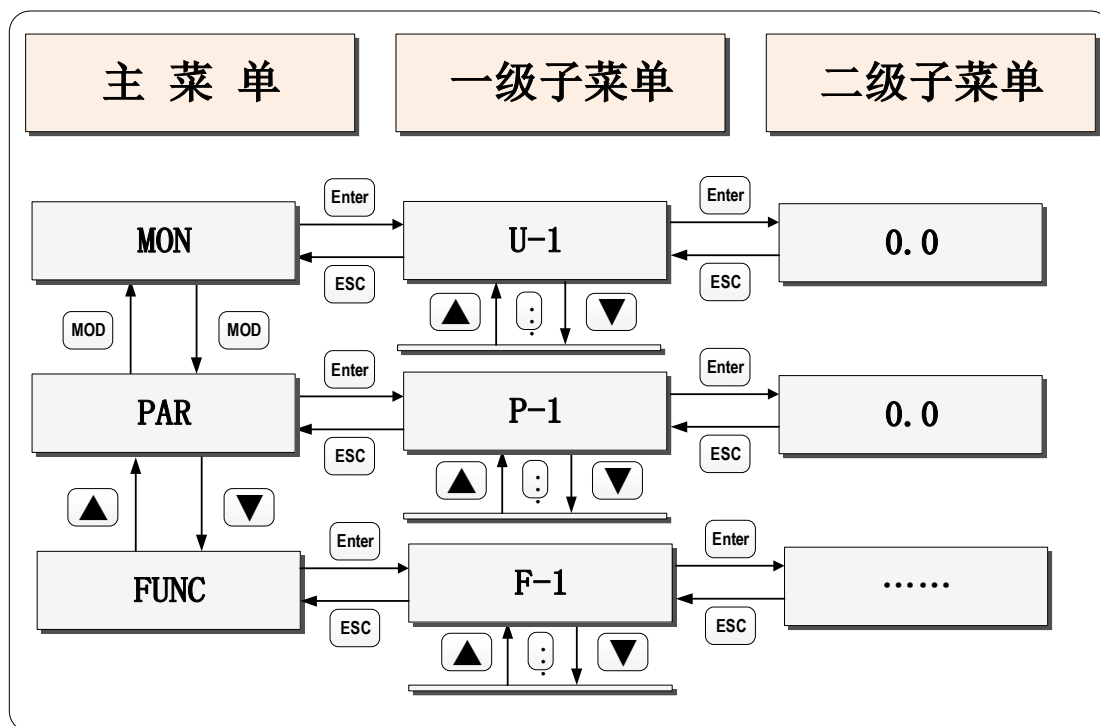 主 菜 单
一级子菜单
二级子菜单
Enter
Enter
MON
U-1
0.0
ESC
ESC
MOD
MOD
▲
⋮
▼
Enter
Enter
PAR
P-1
0.0
ESC
ESC
▲
▼
▲
⋮
▼
Enter
Enter
FUNC
F-1
……
ESC
ESC
▲
⋮
▼